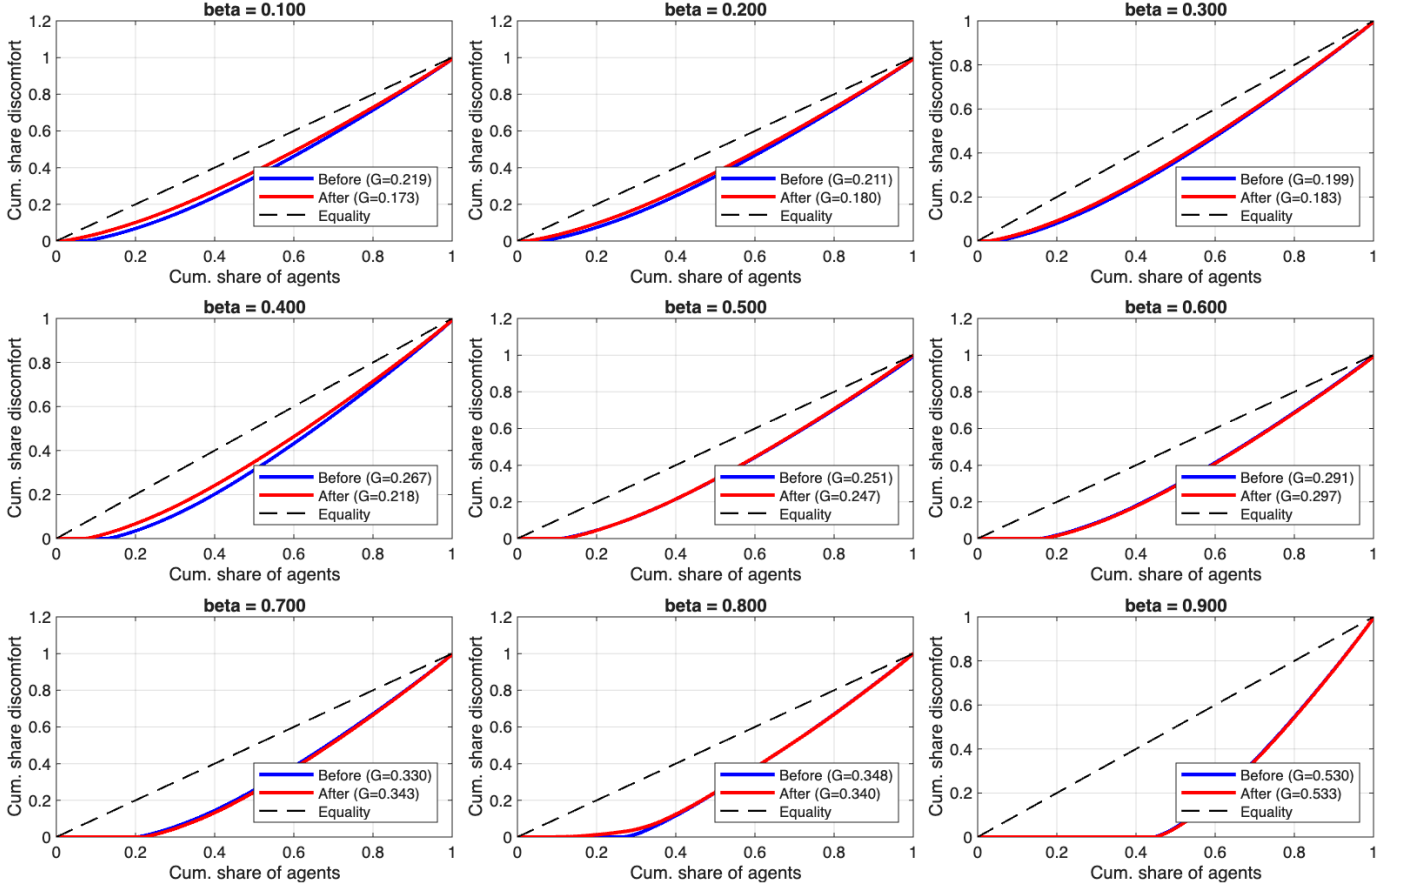 beta = 0.100
1.2
1
0.8
0.6
0.4
0.2
0
Cum. share discomfort
Before (G=0.219)
After (G=0.173)
Equality
0 0.2 0.4 0.6 0.8 1
Cum. share of agents
beta = 0.200
1.2
1
0.8
0.6
0.4
0.2
0
Cum. share discomfort
Before (G=0.211)
After (G=0.180)
Equality
0 0.2 0.4 0.6 0.8 1
Cum. share of agents
beta = 0.300
1
0.8
0.6
0.4
0.2
0
Cum. share discomfort
Before (G=0.199)
After (G=0.183)
Equality
0 0.2 0.4 0.6 0.8 1
Cum. share of agents
beta = 0.400
1
0.8
0.6
0.4
0.2
0
Cum. share discomfort
Before (G=0.267)
After (G=0.218)
Equality
0 0.2 0.4 0.6 0.8 1
Cum. share of agents
beta = 0.500
1.2
1
0.8
0.6
0.4
0.2
0
Cum. share discomfort
Before (G=0.251)
After (G=0.247)
Equality
0 0.2 0.4 0.6 0.8 1
Cum. share of agents
beta = 0.600
1.2
1
0.8
0.6
0.4
0.2
0
Cum. share discomfort
Before (G=0.291)
After (G=0.297)
Equality
0 0.2 0.4 0.6 0.8 1
Cum. share of agents
beta = 0.700
1.2
1
0.8
0.6
0.4
0.2
0
Cum. share discomfort
Before (G=0.330)
After (G=0.343)
Equality
0 0.2 0.4 0.6 0.8 1
Cum. share of agents
beta = 0.800
1.2
1
0.8
0.6
0.4
0.2
0
Cum. share discomfort
Before (G=0.348)
After (G=0.340)
Equality
0 0.2 0.4 0.6 0.8 1
Cum. share of agents
beta = 0.900
1
0.8
0.6
0.4
0.2
0
Cum. share discomfort
Before (G=0.530)
After (G=0.533)
Equality
0 0.2 0.4 0.6 0.8 1
Cum. share of agents